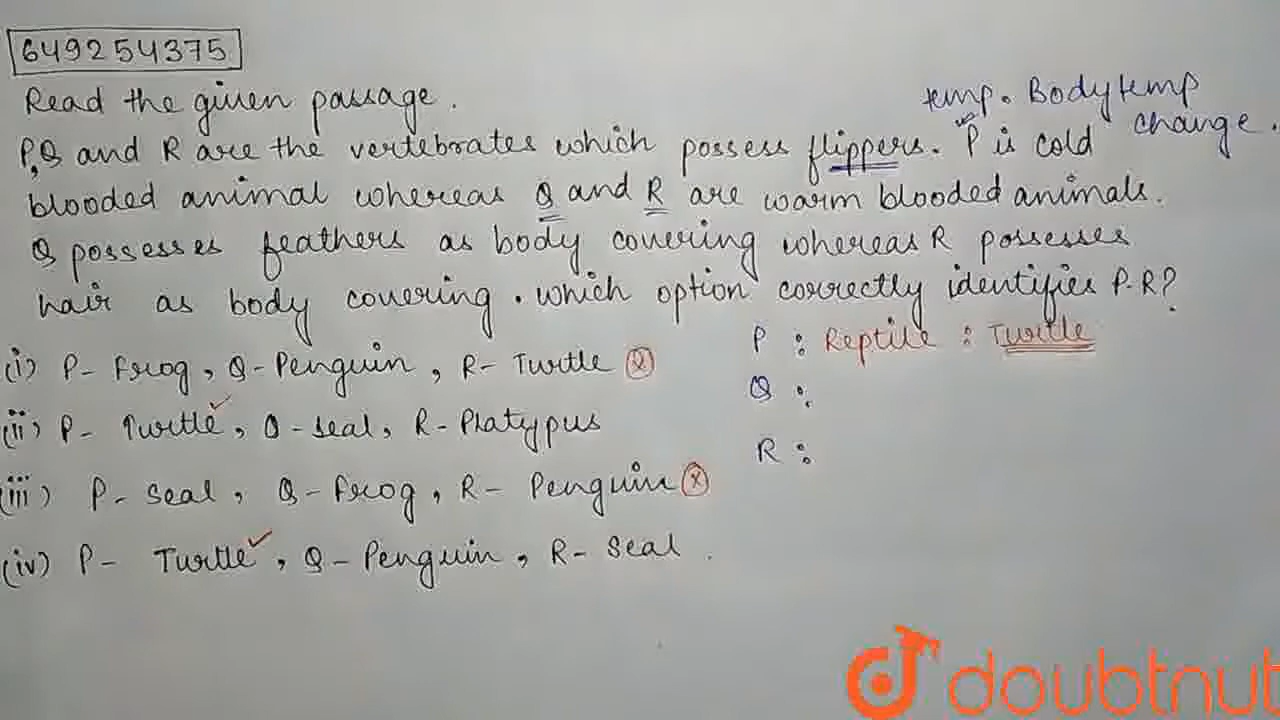 649254375
Read the given passage.
temp. Body temp
change.
P,Q and R are the vertebrates which possess flippers. P is cold
blooded animal whereas Q and R are warm blooded animals.
Q possesses feathers as body covering whereas R possesses
hair as body covering. which option correctly identifies P-R?
(i) P- Frog, Q-Penguin, R- Turtle (x)
(ii) P- Turtle ✓, Q-seal, R-Platypus
(iii) P- Seal, Q-Frog, R- Penguin (x)
(iv) P- Turtle ✓, Q-Penguin, R- Seal.
P : Reptile : Turtle
Q :
R :
doubtnut